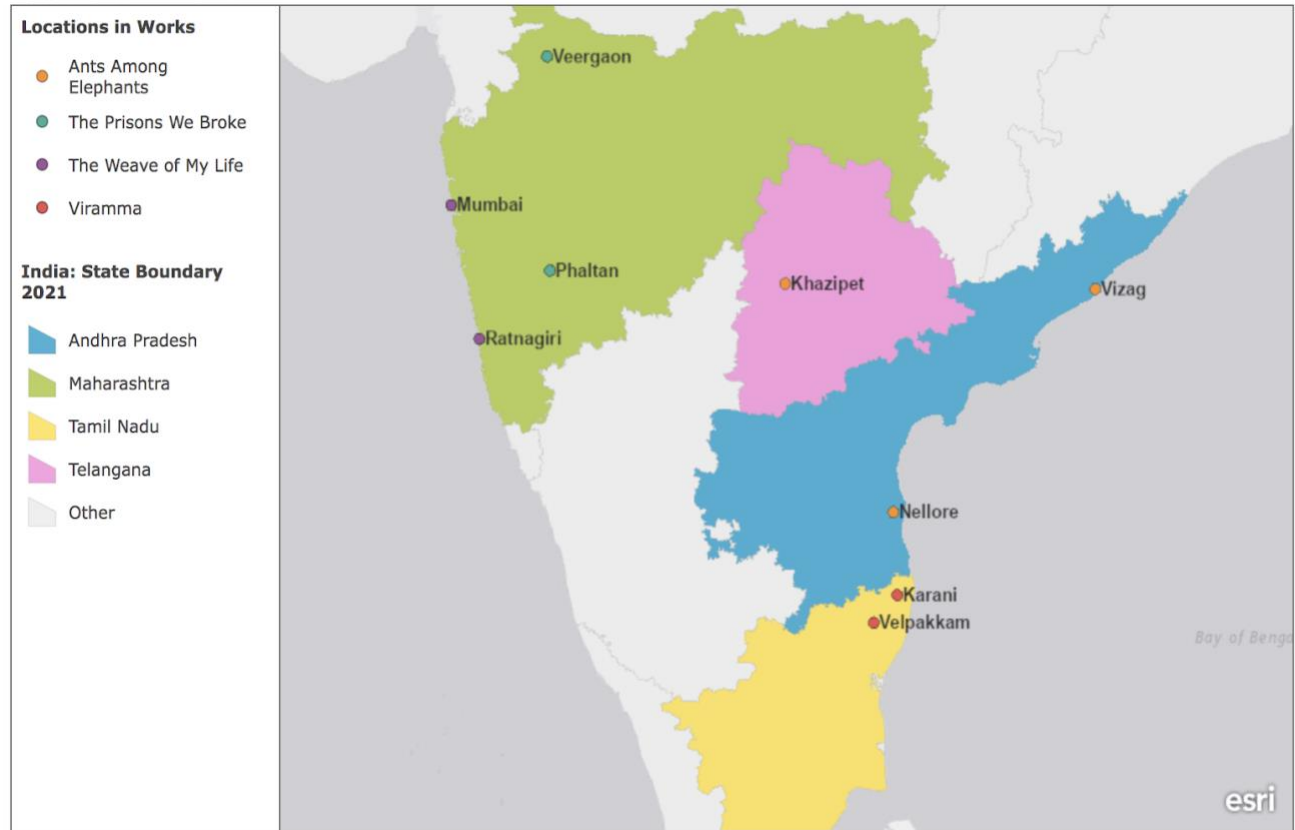 Locations in Works
Ants Among
Elephants
The Prisons We Broke
The Weave of My Life
Viramma
India: State Boundary
2021
Andhra Pradesh
Maharashtra
Tamil Nadu
Telangana
Other
Veergaon
Mumbai
Phaltan
Khazipet
Vizag
Ratnagiri
Nellore
Karani
Velpakkam
Bay of Benga
esri